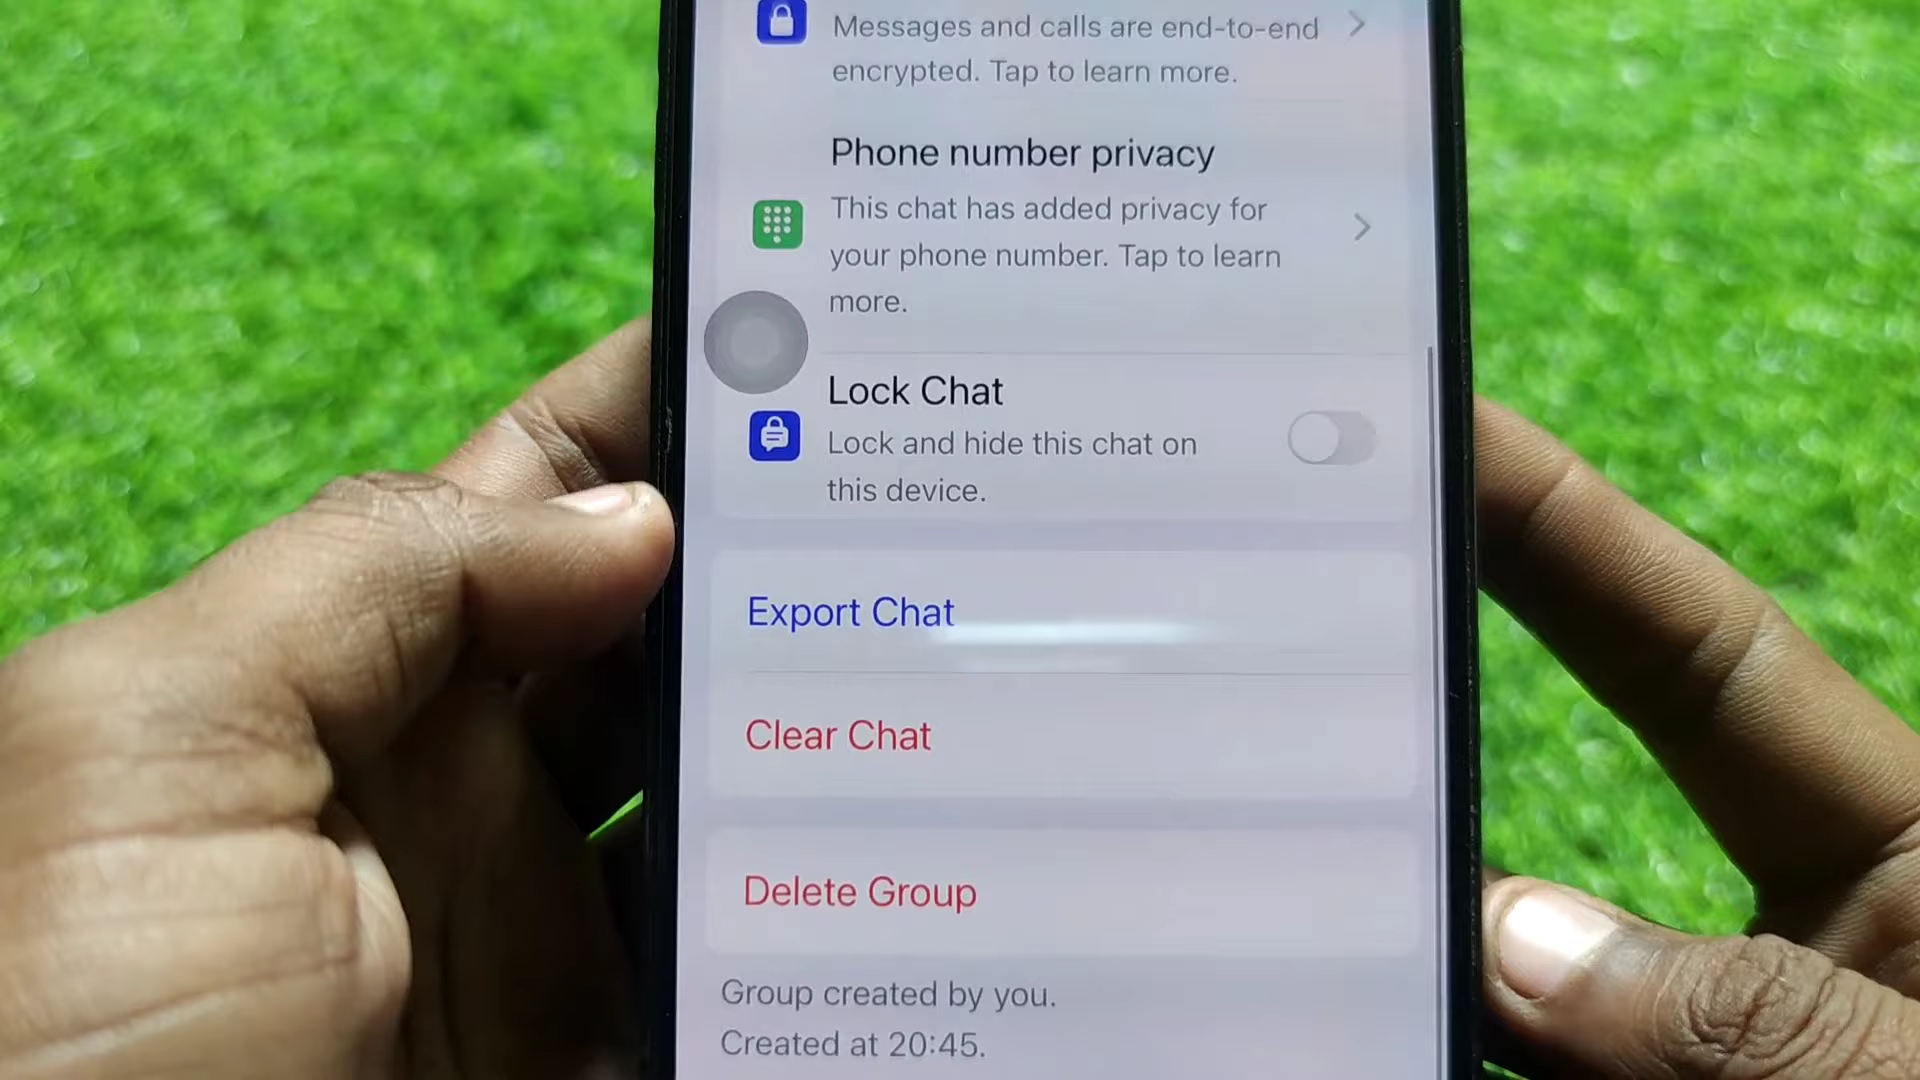 Messages and calls are end-to-end
encrypted. Tap to learn more.
Phone number privacy
This chat has added privacy for
your phone number. Tap to learn
more.
Lock Chat
Lock and hide this chat on
this device.
Export Chat
Clear Chat
Delete Group
Group created by you.
Created at 20:45.